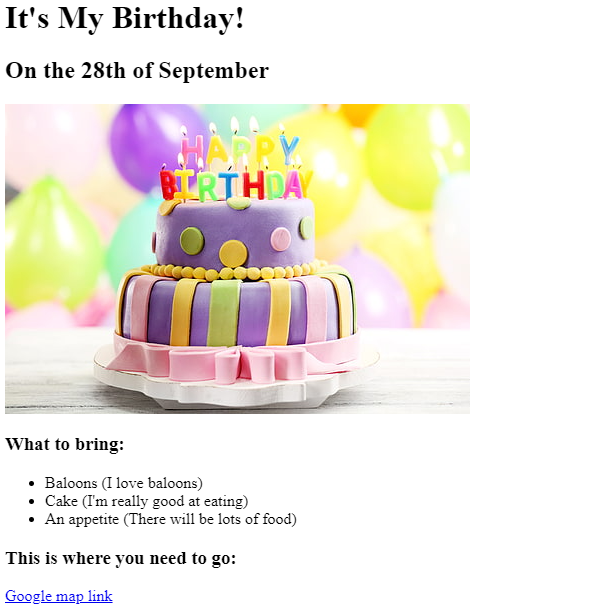 It's My Birthday!
On the 28th of September
HAPPY
BIRTHDAY
What to bring:
Baloons (I love baloons)
Cake (I'm really good at eating)
An appetite (There will be lots of food)
This is where you need to go:
Google map link